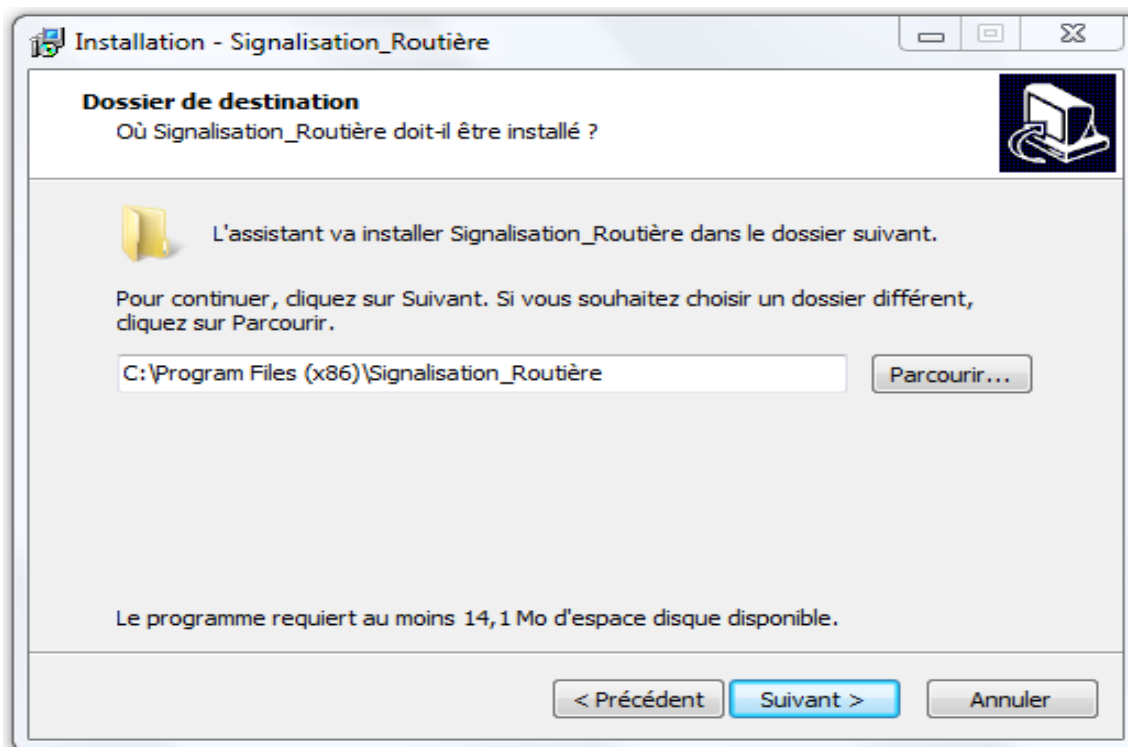 Installation - Signalisation_Routière
Dossier de destination
Où Signalisation_Routière doit-il être installé ?
L'assistant va installer Signalisation_Routière dans le dossier suivant.
Pour continuer, cliquez sur Suivant. Si vous souhaitez choisir un dossier différent,
cliquez sur Parcourir.
C:\Program Files (x86)\Signalisation_Routière
Parcourir...
Le programme requiert au moins 14,1 Mo d'espace disque disponible.
< Précédent
Suivant >
Annuler